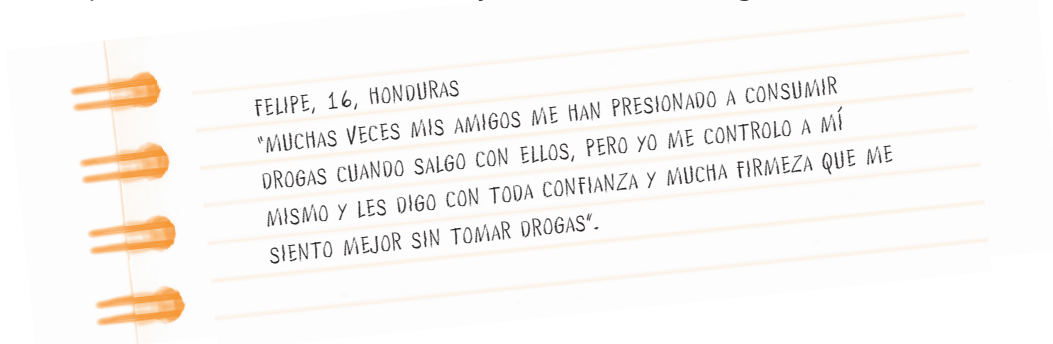 FELIPE, 16, HONDURAS
"MUCHAS VECES MIS AMIGOS ME HAN PRESIONADO A CONSUMIR
DROGAS CUANDO SALGO CON ELLOS, PERO YO ME CONTROLO A MÍ
MISMO Y LES DIGO CON TODA CONFIANZA Y MUCHA FIRMEZA QUE ME
SIENTO MEJOR SIN TOMAR DROGAS".